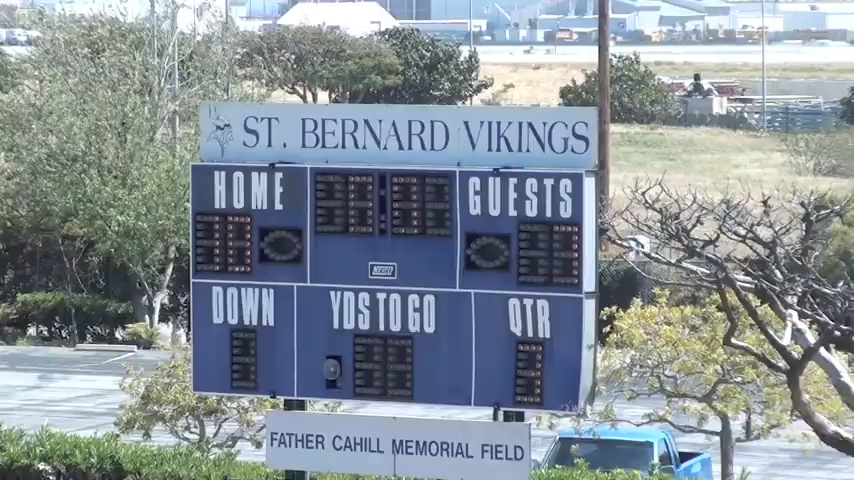 ST. BERNARD VIKINGS
HOME
GUESTS
DOWN
YDS TO GO
QTR
FATHER CAHILL MEMORIAL FIELD